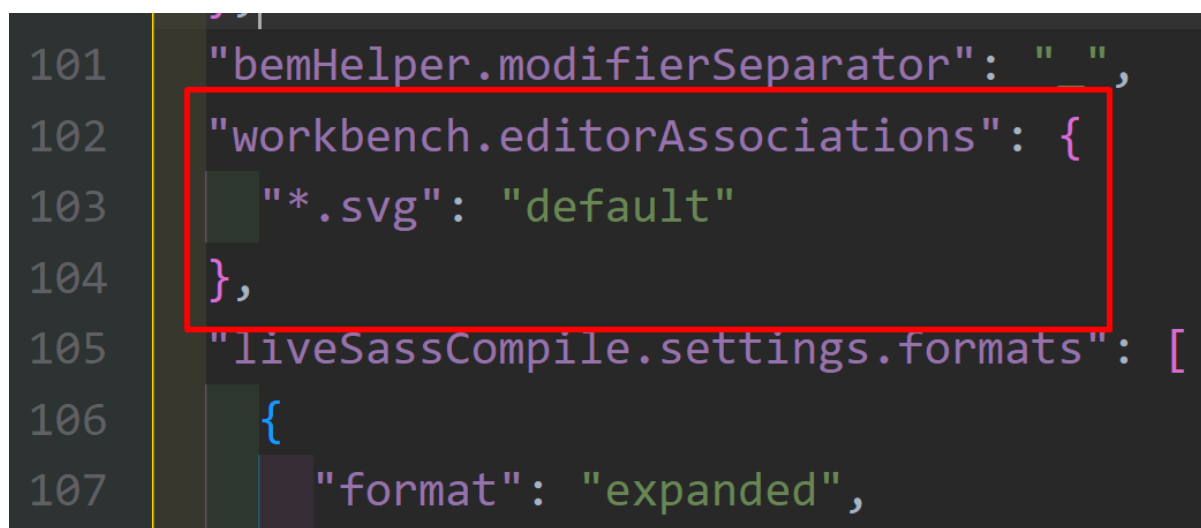 101 "bemHelper.modifierSeparator": "_",
102 "workbench.editorAssociations": {
103 "*.svg": "default"
104 },
105 "liveSassCompile.settings.formats": [
106 {
107 "format": "expanded",